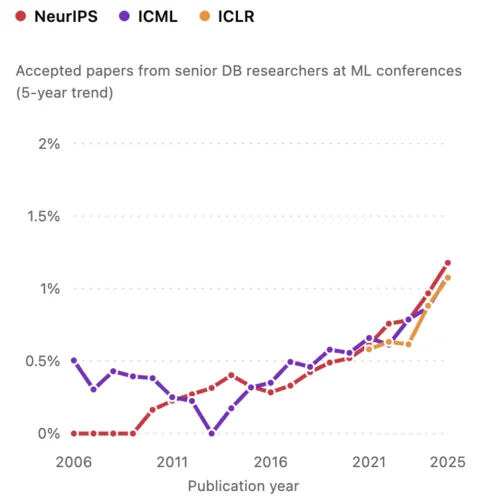 NeurIPS ICML ICLR
Accepted papers from senior DB researchers at ML conferences
(5-year trend)
2%
1.5%
1%
0.5%
0%
2006 2011 2016 2021 2025
Publication year